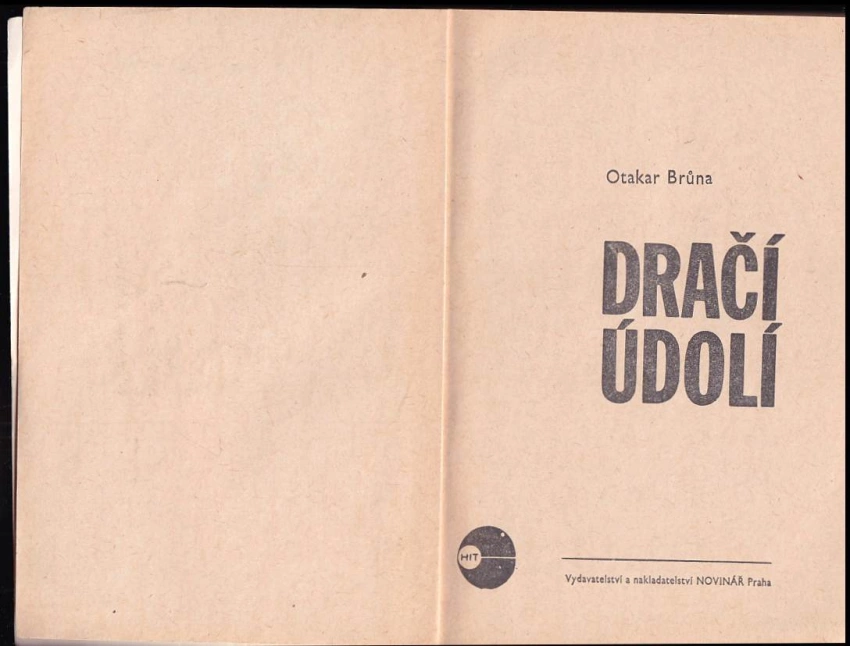 Otakar Brůna
DRAČÍ
ÚDOLÍ
HIT
Vydavatelství a nakladatelství NOVINÁŘ Praha